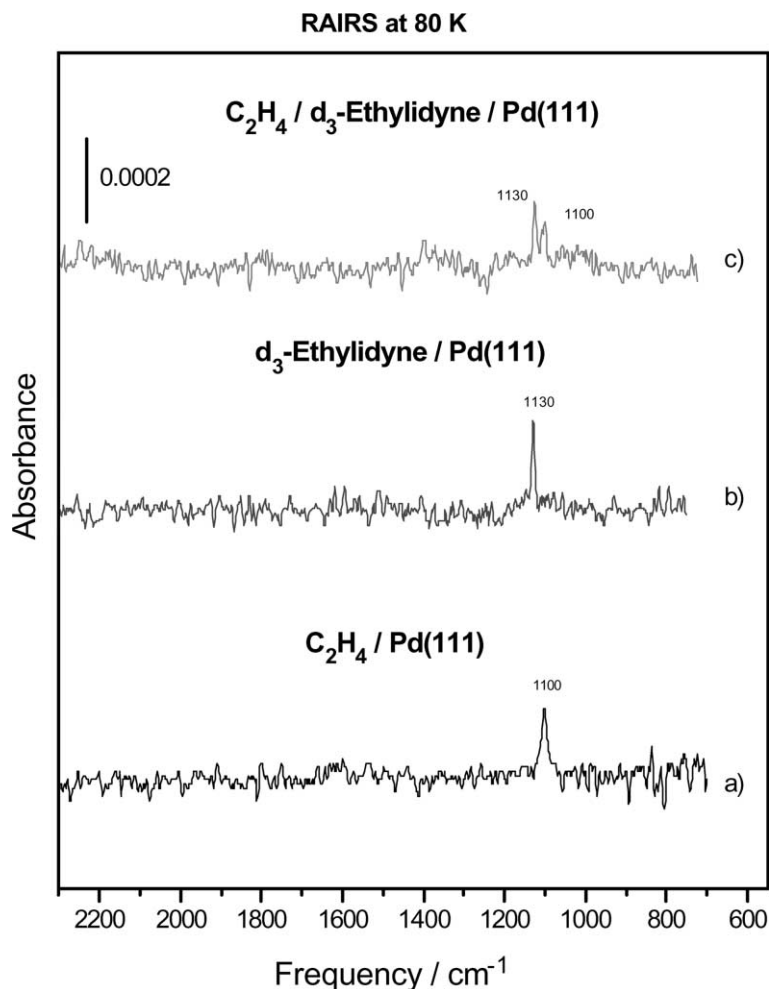 RAIRS at 80 K
C₂H₄ / d₃-Ethylidyne / Pd(111)
0.0002
1130
1100
c)
d₃-Ethylidyne / Pd(111)
1130
b)
C₂H₄ / Pd(111)
1100
a)
Absorbance
2200 2000 1800 1600 1400 1200 1000 800 600
Frequency / cm⁻¹